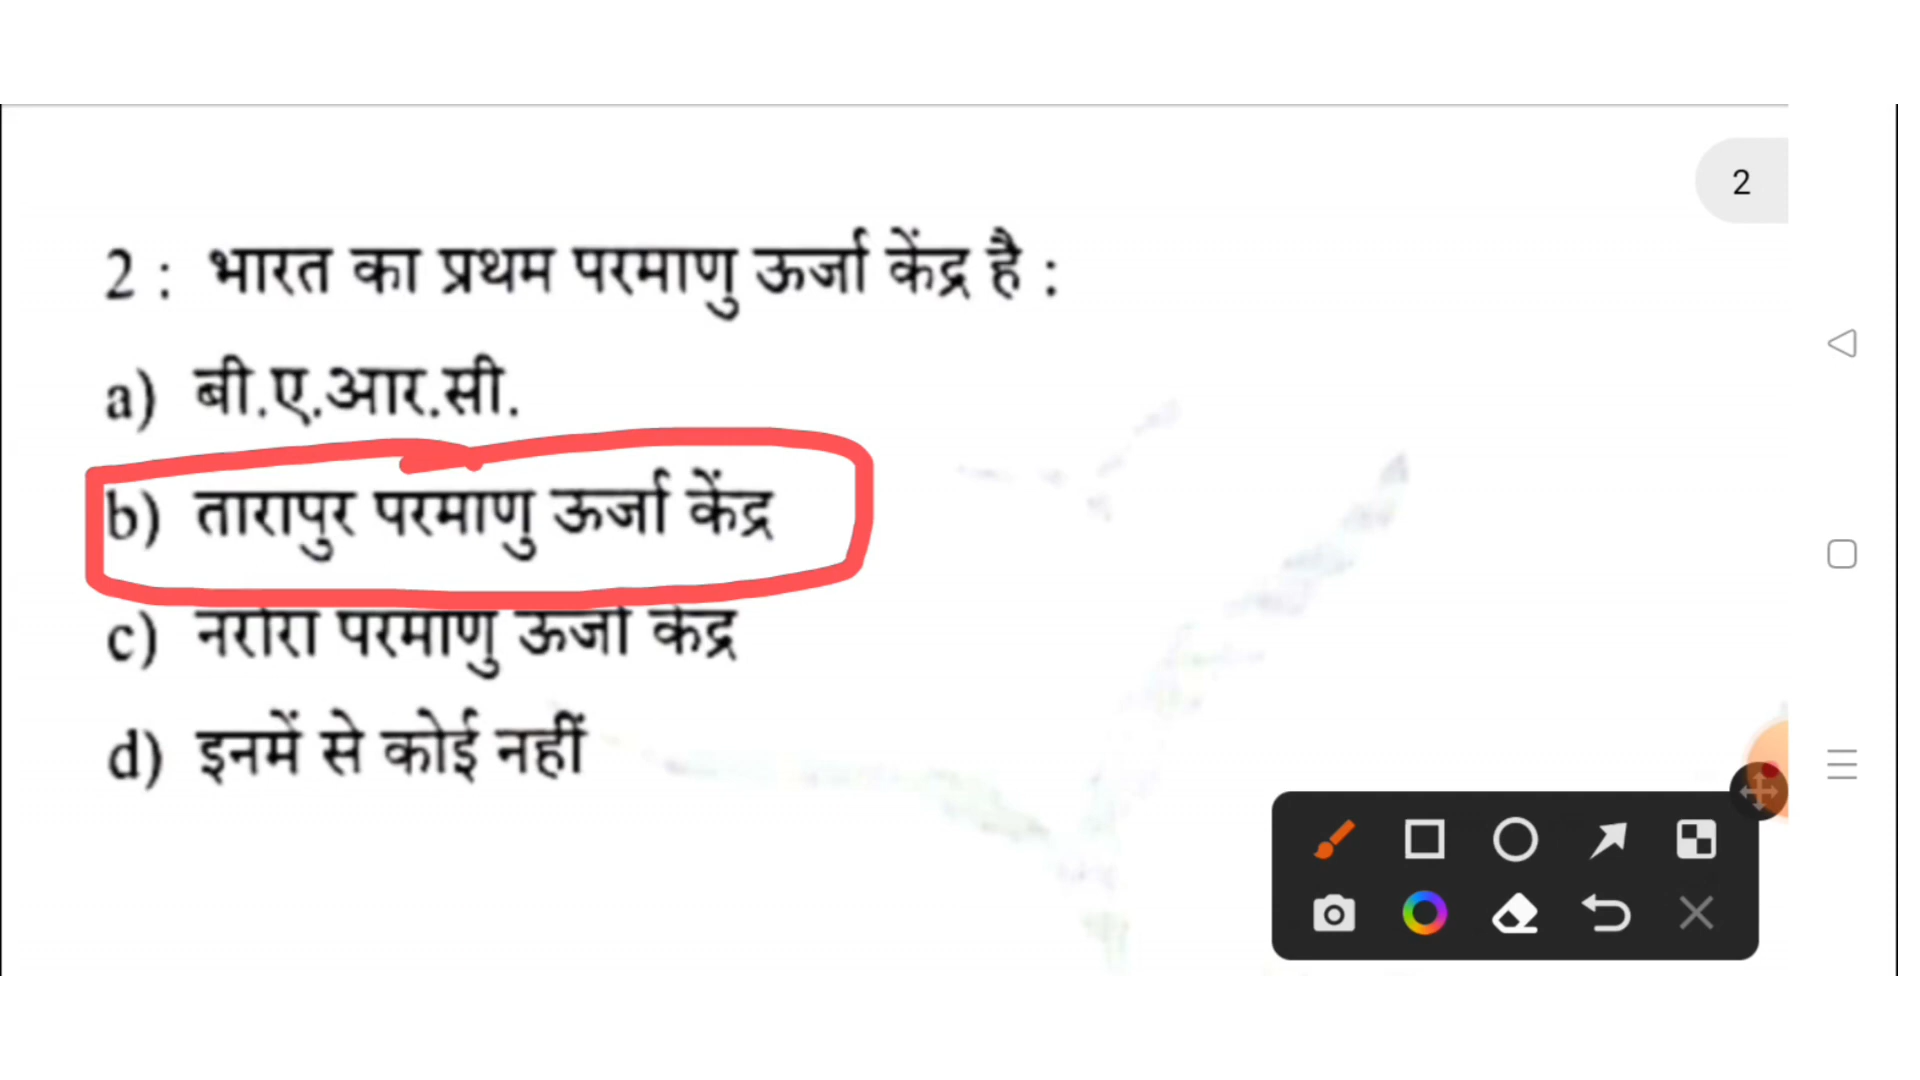 2
2 : भारत का प्रथम परमाणु ऊर्जा केंद्र है :
a) बी.ए.आर.सी.
b) तारापुर परमाणु ऊर्जा केंद्र
c) नरोरा परमाणु ऊर्जा केंद्र
d) इनमें से कोई नहीं